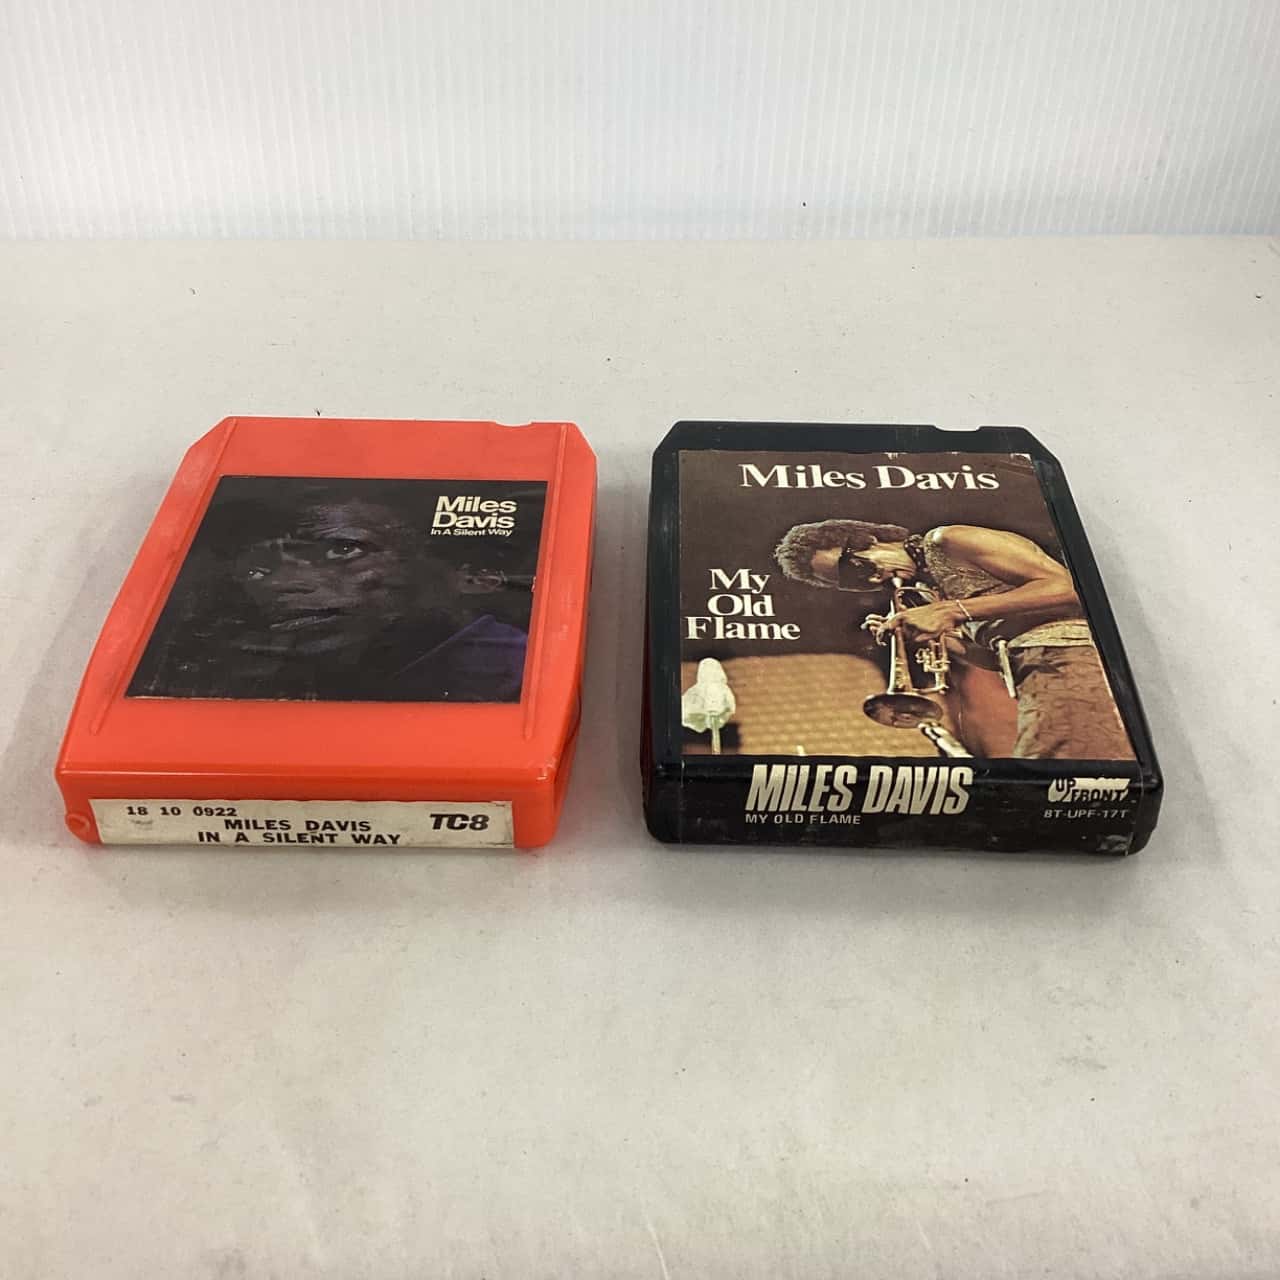 Miles
Davis
In A Silent Way
18 10 0922
MILES DAVIS
IN A SILENT WAY
TC8
Miles Davis
My
Old
Flame
MILES DAVIS
MY OLD FLAME
UP
FRONT
8T-UPF-171